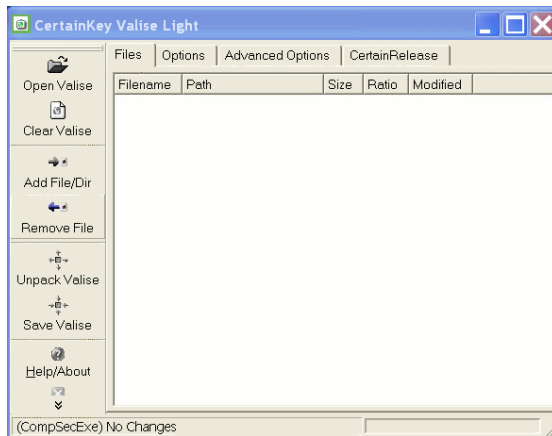 CertainKey Valise Light
Files Options Advanced Options CertainRelease
Open Valise
Clear Valise
Add File/Dir
Remove File
Unpack Valise
Save Valise
Help/About
Filename Path Size Ratio Modified
(CompSecExe) No Changes